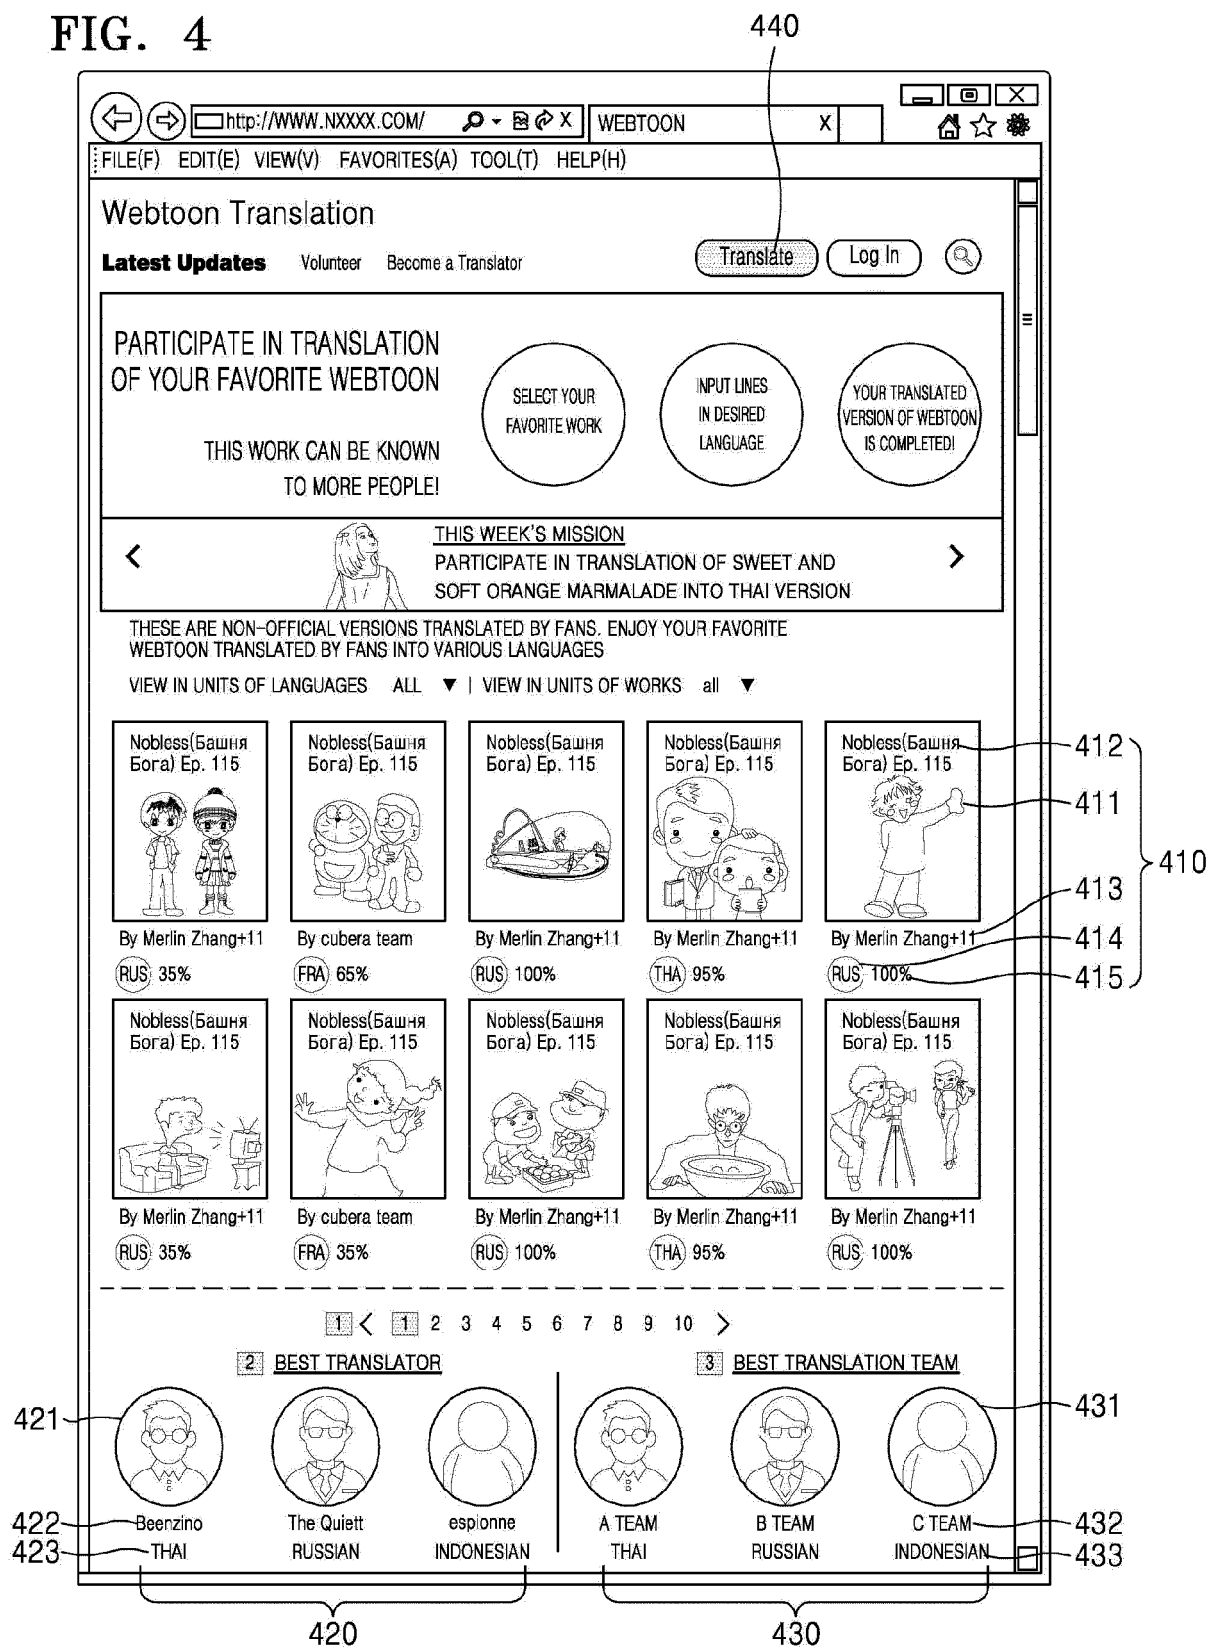 FIG. 4
440
http://WWW.NXXXX.COM/
X
WEBTOON
X
FILE(F) EDIT(E) VIEW(V) FAVORITES(A) TOOL(T) HELP(H)
Webtoon Translation
Latest Updates Volunteer Become a Translator
Translate
Log In
PARTICIPATE IN TRANSLATION
OF YOUR FAVORITE WEBTOON
THIS WORK CAN BE KNOWN
TO MORE PEOPLE!
SELECT YOUR
FAVORITE WORK
INPUT LINES
IN DESIRED
LANGUAGE
YOUR TRANSLATED
VERSION OF WEBTOON
IS COMPLETED!
THIS WEEK'S MISSION
PARTICIPATE IN TRANSLATION OF SWEET AND
SOFT ORANGE MARMALADE INTO THAI VERSION
THESE ARE NON-OFFICIAL VERSIONS TRANSLATED BY FANS. ENJOY YOUR FAVORITE
WEBTOON TRANSLATED BY FANS INTO VARIOUS LANGUAGES
VIEW IN UNITS OF LANGUAGES ALL ▼ | VIEW IN UNITS OF WORKS all ▼
Nobless(Башня
Бога) Ep. 115
By Merlin Zhang+11
RUS 35%
Nobless(Башня
Бога) Ep. 115
By cubera team
FRA 65%
Nobless(Башня
Бога) Ep. 115
By Merlin Zhang+11
RUS 100%
Nobless(Башня
Бога) Ep. 115
By Merlin Zhang+11
THA 95%
Nobless(Башня
Бога) Ep. 115
By Merlin Zhang+11
RUS 100%
412
411
410
413
414
415
Nobless(Башня
Бога) Ep. 115
By Merlin Zhang+11
RUS 35%
Nobless(Башня
Бога) Ep. 115
By cubera team
FRA 35%
Nobless(Башня
Бога) Ep. 115
By Merlin Zhang+11
RUS 100%
Nobless(Башня
Бога) Ep. 115
By Merlin Zhang+11
THA 95%
Nobless(Башня
Бога) Ep. 115
By Merlin Zhang+11
RUS 100%
1 < 1 2 3 4 5 6 7 8 9 10 >
2 BEST TRANSLATOR
3 BEST TRANSLATION TEAM
421
431
422 Beenzino The Quiett espionne A TEAM B TEAM C TEAM 432
423 THAI RUSSIAN INDONESIAN THAI RUSSIAN INDONESIAN 433
420
430